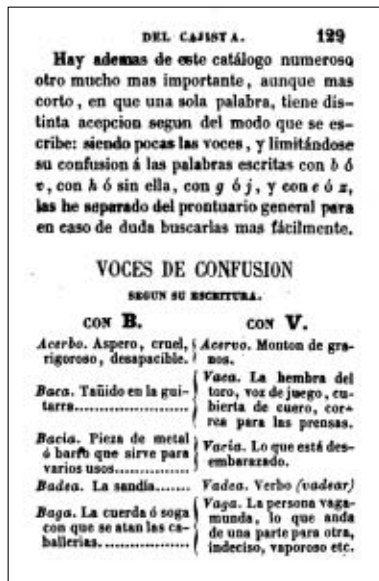 DEL CAJISTA. 129
Hay ademas de este catálogo numeroso
otro mucho mas importante, aunque mas
corto, en que una sola palabra, tiene dis-
tinta acepcion segun del modo que se es-
cribe: siendo pocas las voces, y limitándose
su confusion á las palabras escritas con b ó
v, con h ó sin ella, con g ó j, y con c ó z,
las he separado del prontuario general para
en caso de duda buscarlas mas fácilmente.
VOCES DE CONFUSION
SEGUN SU ESCRITURA.
CON B.
Acerbo. Aspero, cruel,
rigoroso, desapacible.
Baca. Tañido en la gui-
tarra..................
Bacia. Pieza de metal
ó barro que sirve para
varios usos............
Badea. La sandía.......
Baga. La cuerda ó soga
con que se atan las ca-
ballerias..............
CON V.
Acervo. Monton de gra-
nos.
Vaca. La hembra del
toro, voz de juego, cu-
bierta de cuero, cor-
rea para las prensas.
Vacia. Lo que está des-
embarazado.
Vadea. Verbo (vadear)
Vaga. La persona vaga-
munda, lo que anda
de una parte para otra,
indeciso, vaporoso etc.